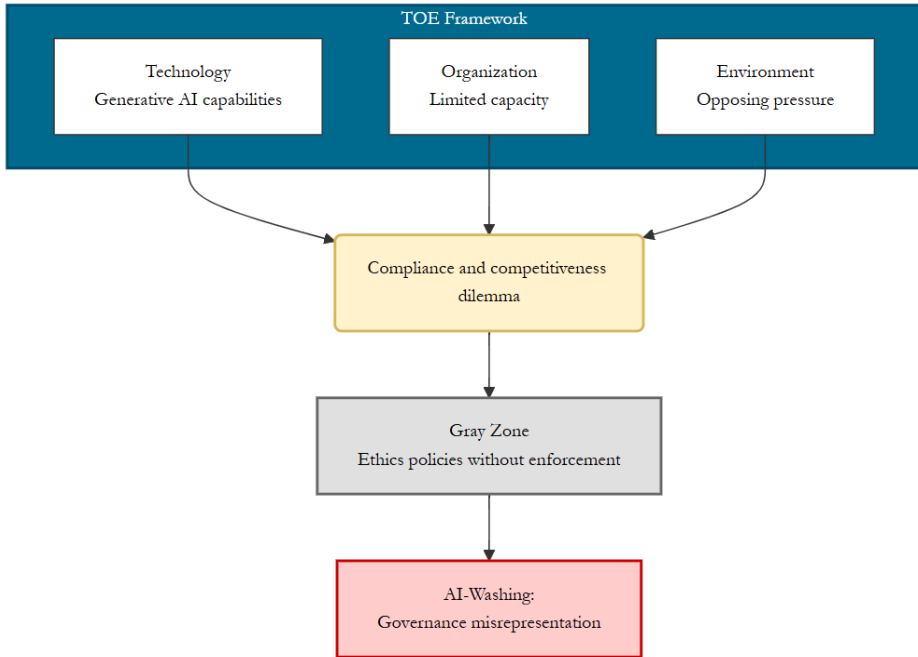 TOE Framework
Technology
Generative AI capabilities
Organization
Limited capacity
Environment
Opposing pressure
Compliance and competitiveness
dilemma
Gray Zone
Ethics policies without enforcement
AI-Washing:
Governance misrepresentation